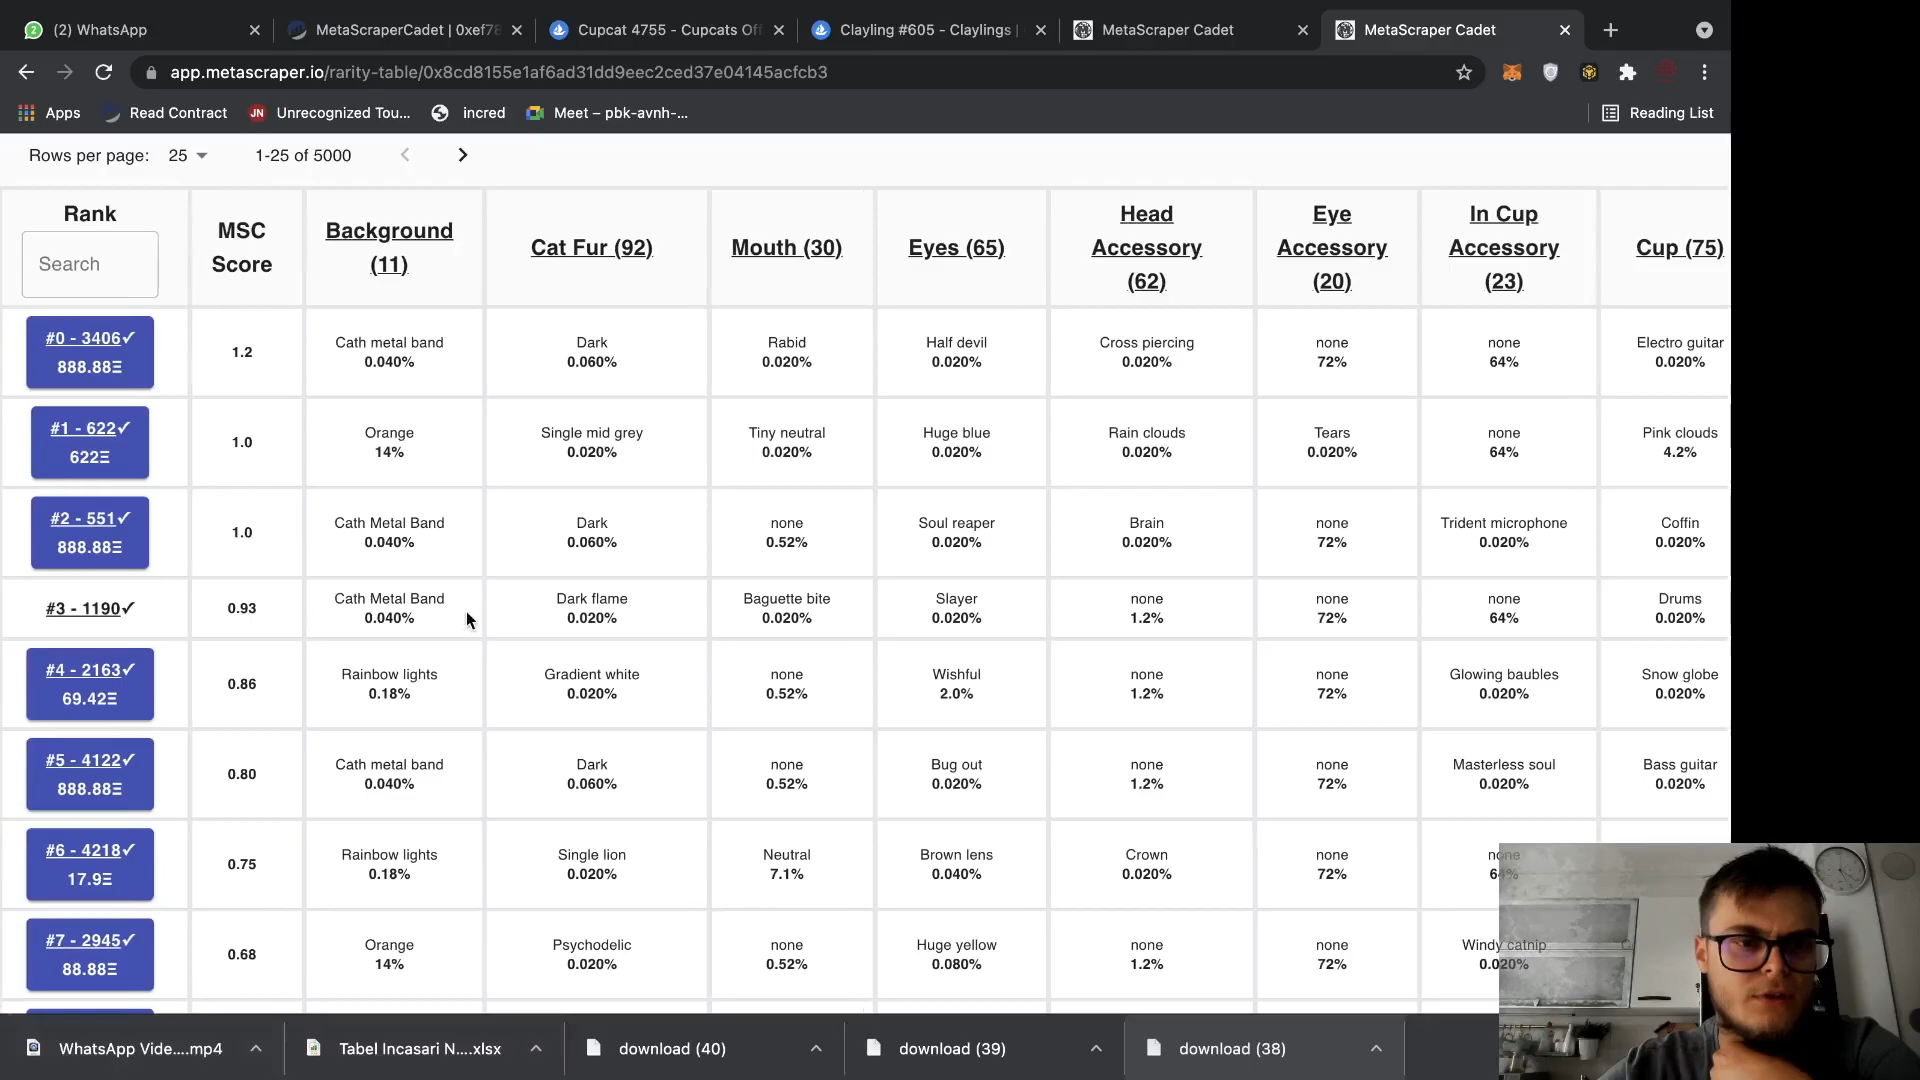 (2) WhatsApp
MetaScraperCadet | 0xef78
Cupcat 4755 - Cupcats Off
Clayling #605 - Claylings |
MetaScraper Cadet
MetaScraper Cadet
app.metascraper.io/rarity-table/0x8cd8155e1af6ad31dd9eec2ced37e04145acfcb3
Apps
Read Contract
JN
Unrecognized Tou...
incred
Meet – pbk-avnh-...
Reading List
Rows per page: 25 1-25 of 5000
Rank
Search
MSC
Score
Background
(11)
Cat Fur (92)
Mouth (30)
Eyes (65)
Head
Accessory
(62)
Eye
Accessory
(20)
In Cup
Accessory
(23)
Cup (75)
#0 - 3406✓
888.88Ξ
1.2
Cath metal band
0.040%
Dark
0.060%
Rabid
0.020%
Half devil
0.020%
Cross piercing
0.020%
none
72%
none
64%
Electro guitar
0.020%
#1 - 622✓
622Ξ
1.0
Orange
14%
Single mid grey
0.020%
Tiny neutral
0.020%
Huge blue
0.020%
Rain clouds
0.020%
Tears
0.020%
none
64%
Pink clouds
4.2%
#2 - 551✓
888.88Ξ
1.0
Cath Metal Band
0.040%
Dark
0.060%
none
0.52%
Soul reaper
0.020%
Brain
0.020%
none
72%
Trident microphone
0.020%
Coffin
0.020%
#3 - 1190✓
0.93
Cath Metal Band
0.040%
Dark flame
0.020%
Baguette bite
0.020%
Slayer
0.020%
none
1.2%
none
72%
none
64%
Drums
0.020%
#4 - 2163✓
69.42Ξ
0.86
Rainbow lights
0.18%
Gradient white
0.020%
none
0.52%
Wishful
2.0%
none
1.2%
none
72%
Glowing baubles
0.020%
Snow globe
0.020%
#5 - 4122✓
888.88Ξ
0.80
Cath metal band
0.040%
Dark
0.060%
none
0.52%
Bug out
0.020%
none
1.2%
none
72%
Masterless soul
0.020%
Bass guitar
0.020%
#6 - 4218✓
17.9Ξ
0.75
Rainbow lights
0.18%
Single lion
0.020%
Neutral
7.1%
Brown lens
0.040%
Crown
0.020%
none
72%
none
64%
#7 - 2945✓
88.88Ξ
0.68
Orange
14%
Psychodelic
0.020%
none
0.52%
Huge yellow
0.080%
none
1.2%
none
72%
Windy catnip
0.020%
WhatsApp Vide....mp4
Tabel Incasari N....xlsx
download (40)
download (39)
download (38)